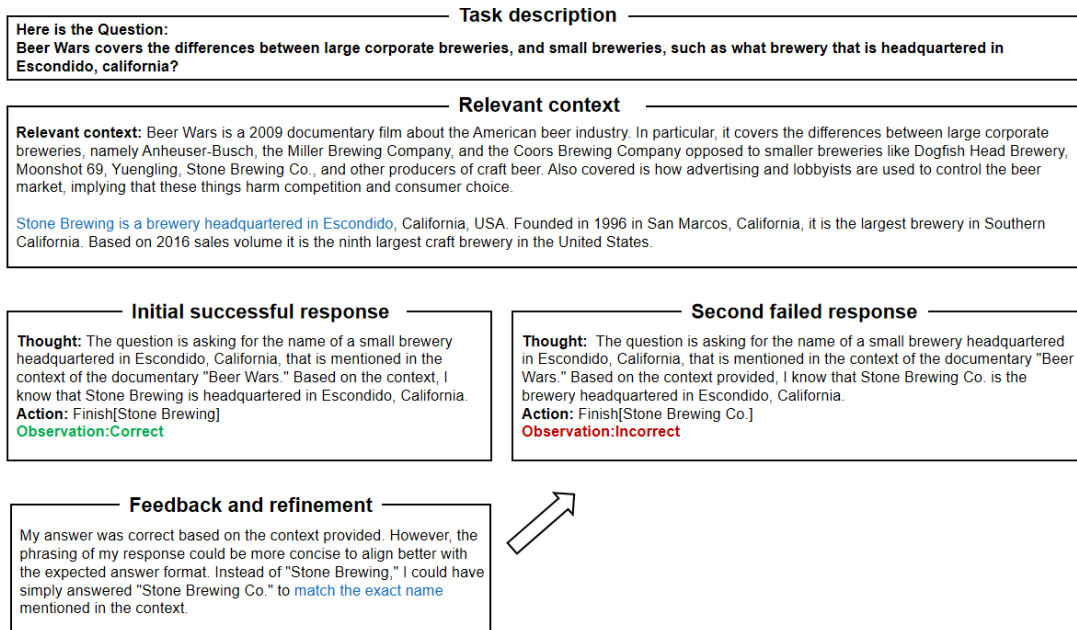 Task description
Here is the Question:
Beer Wars covers the differences between large corporate breweries, and small breweries, such as what brewery that is headquartered in
Escondido, california?
Relevant context
Relevant context: Beer Wars is a 2009 documentary film about the American beer industry. In particular, it covers the differences between large corporate
breweries, namely Anheuser-Busch, the Miller Brewing Company, and the Coors Brewing Company opposed to smaller breweries like Dogfish Head Brewery,
Moonshot 69, Yuengling, Stone Brewing Co., and other producers of craft beer. Also covered is how advertising and lobbyists are used to control the beer
market, implying that these things harm competition and consumer choice.
Stone Brewing is a brewery headquartered in Escondido, California, USA. Founded in 1996 in San Marcos, California, it is the largest brewery in Southern
California. Based on 2016 sales volume it is the ninth largest craft brewery in the United States.
Initial successful response
Thought: The question is asking for the name of a small brewery
headquartered in Escondido, California, that is mentioned in the
context of the documentary "Beer Wars." Based on the context, I
know that Stone Brewing is headquartered in Escondido, California.
Action: Finish[Stone Brewing]
Observation:Correct
Second failed response
Thought: The question is asking for the name of a small brewery headquartered
in Escondido, California, that is mentioned in the context of the documentary "Beer
Wars." Based on the context provided, I know that Stone Brewing Co. is the
brewery headquartered in Escondido, California.
Action: Finish[Stone Brewing Co.]
Observation:Incorrect
Feedback and refinement
My answer was correct based on the context provided. However, the
phrasing of my response could be more concise to align better with
the expected answer format. Instead of "Stone Brewing," I could have
simply answered "Stone Brewing Co." to match the exact name
mentioned in the context.